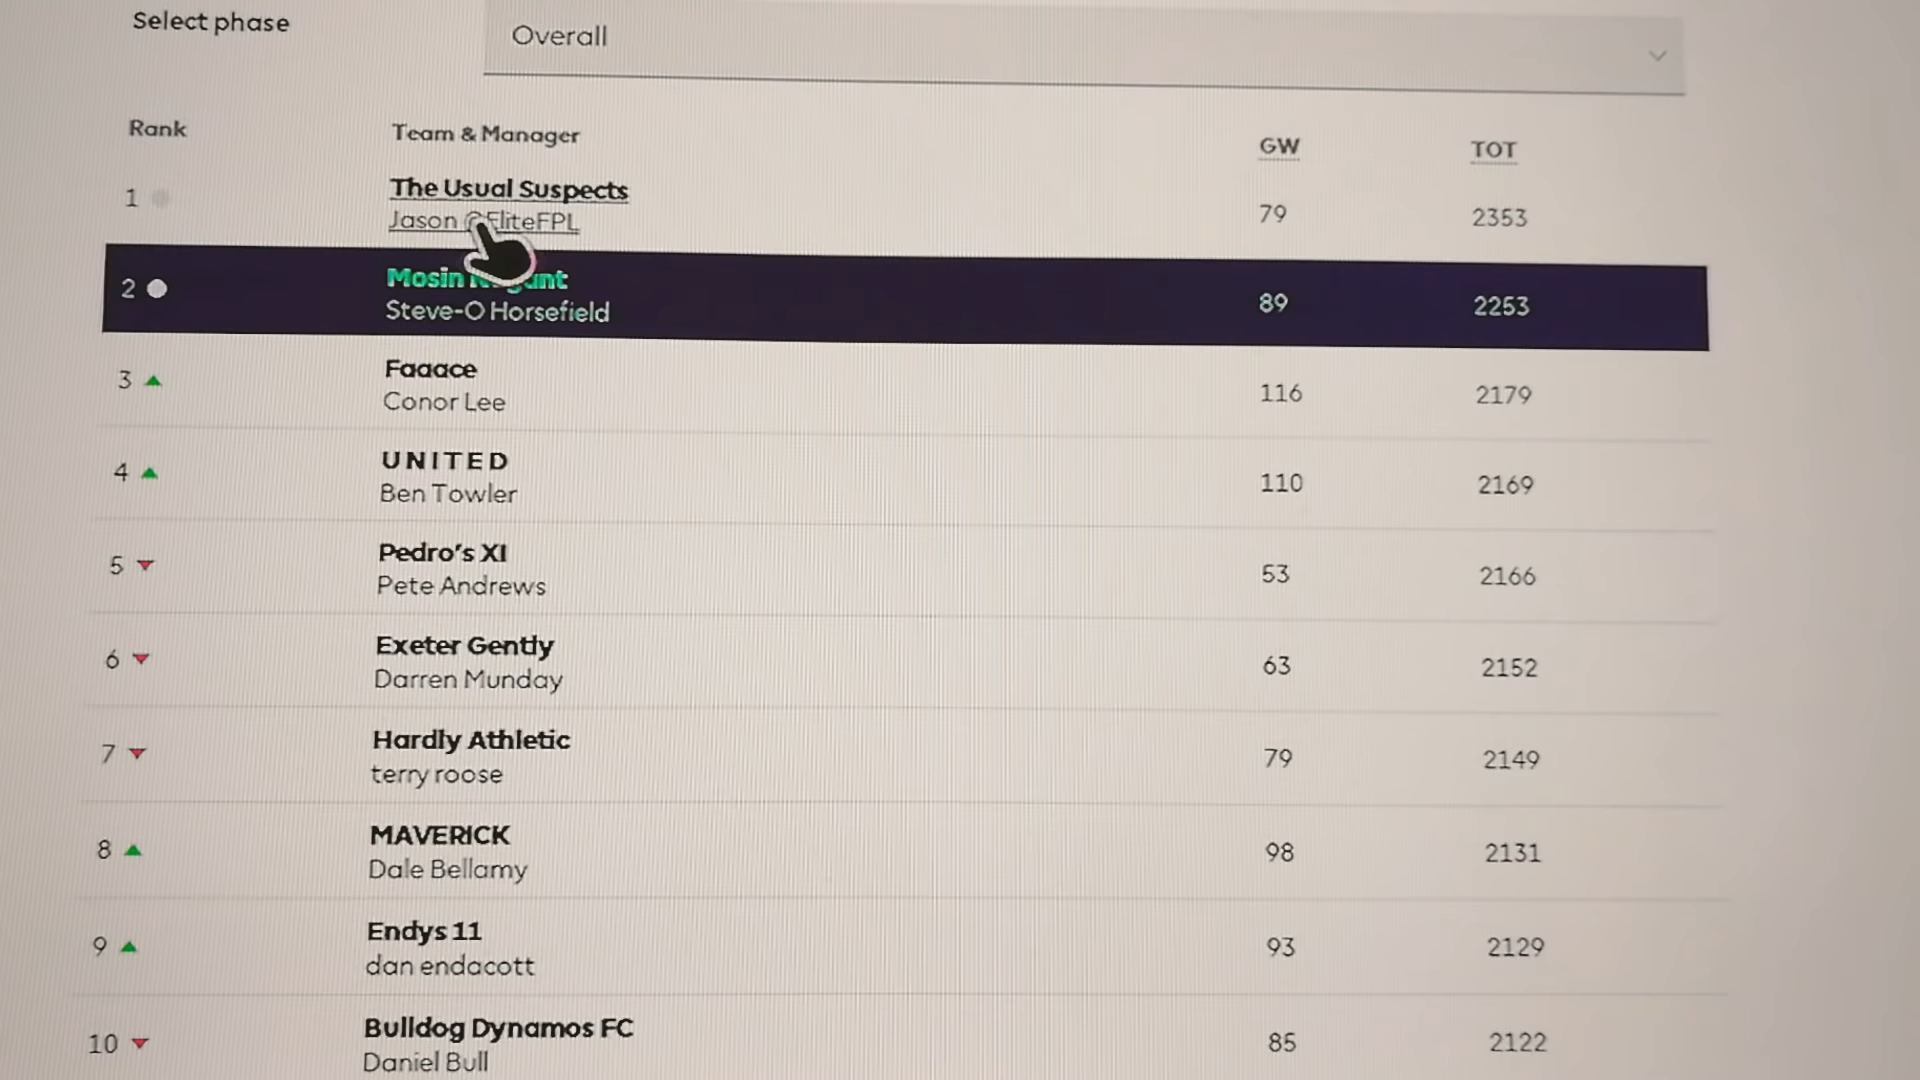 Select phase
Overall
Rank Team & Manager GW TOT
1 The Usual Suspects 79 2353
Jason @EliteFPL
2 Mosin 89 2253
Steve-O Horsefield
3 Faaace 116 2179
Conor Lee
4 UNITED 110 2169
Ben Towler
5 Pedro's XI 53 2166
Pete Andrews
6 Exeter Gently 63 2152
Darren Munday
7 Hardly Athletic 79 2149
terry roose
8 MAVERICK 98 2131
Dale Bellamy
9 Endys 11 93 2129
dan endacott
10 Bulldog Dynamos FC 85 2122
Daniel Bull